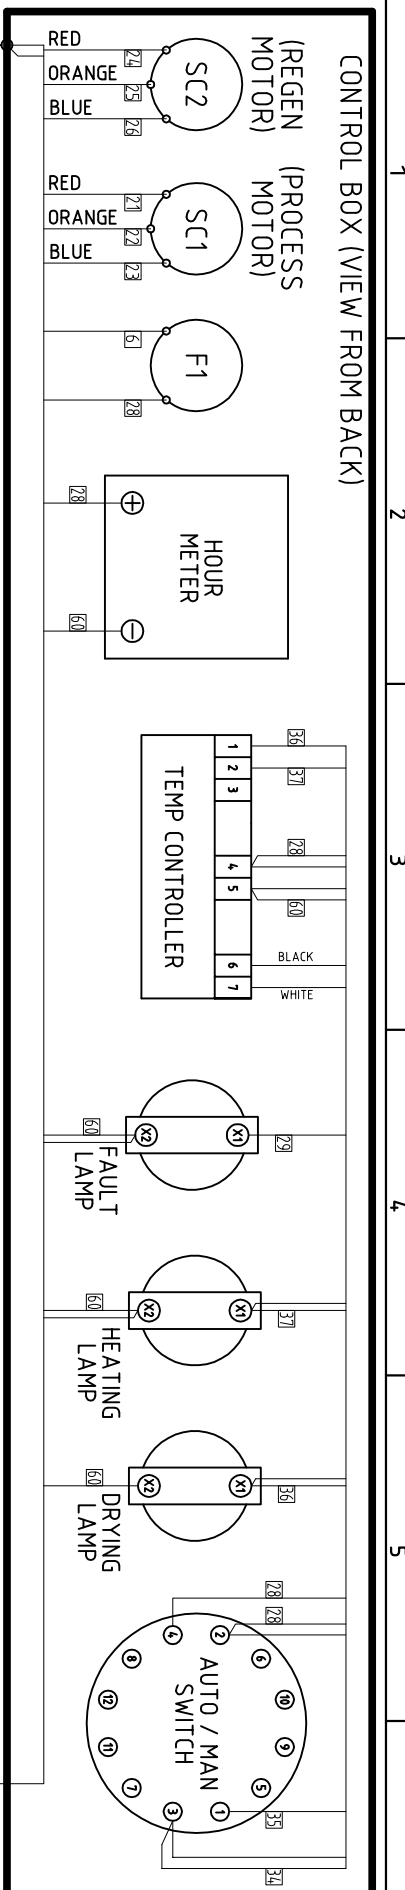 CONTROL BOX (VIEW FROM BACK)
1
2
3
4
5
(REGEN
MOTOR)
SC2
RED
24
ORANGE
25
BLUE
26
(PROCESS
MOTOR)
SC1
RED
21
ORANGE
22
BLUE
23
F1
6
28
HOUR
METER
+
28
−
60
TEMP CONTROLLER
1
2
3
4
5
6
7
36
37
28
60
BLACK
WHITE
X2
X1
60
29
FAULT
LAMP
X2
X1
60
37
HEATING
LAMP
X2
X1
60
36
DRYING
LAMP
28
28
4
2
8
6
12
10
AUTO / MAN
SWITCH
11
9
7
5
3
1
35
34